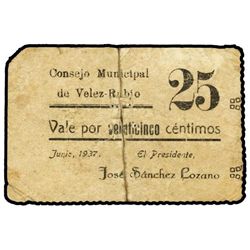 Consejo Municipal
de Velez-Rubio
25
Vale por veinticinco céntimos
Junio, 1937. El Presidente,
José Sánchez Lozano